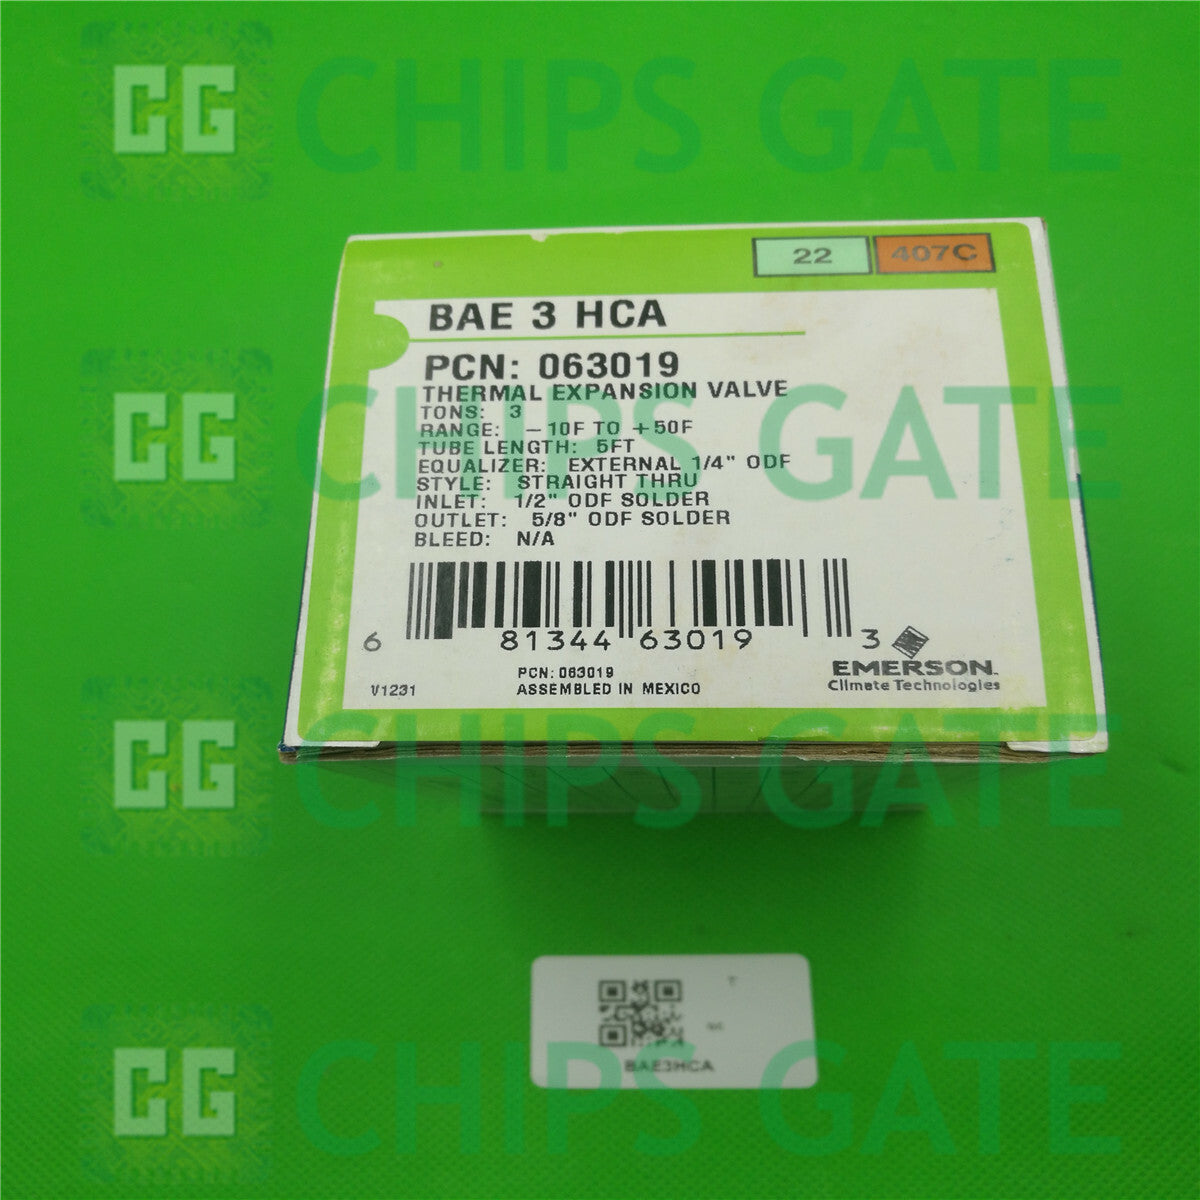 CG CHIPS GATE
22 407C
BAE 3 HCA
PCN: 063019
THERMAL EXPANSION VALVE
TONS: 3
RANGE: -10F TO +50F
TUBE LENGTH: 5FT
EQUALIZER: EXTERNAL 1/4" ODF
STYLE: STRAIGHT THRU
INLET: 1/2" ODF SOLDER
OUTLET: 5/8" ODF SOLDER
BLEED: N/A
6 81344 63019 3
PCN: 063019
V1231 ASSEMBLED IN MEXICO
EMERSON
Climate Technologies
CG CHIPS GATE
CG CHIPS GATE
BAE3HCA
CG CHIPS GATE